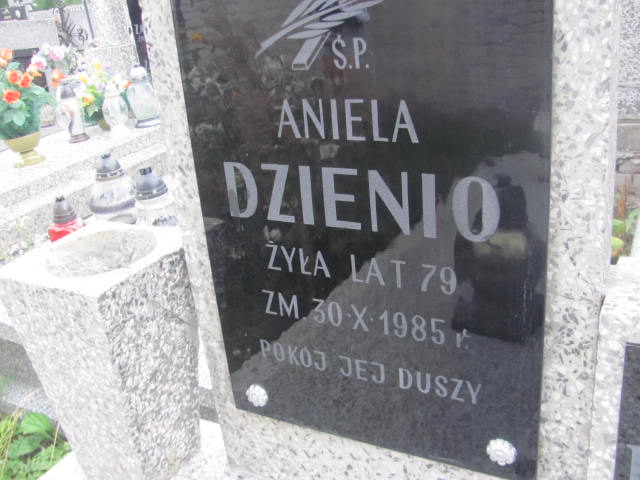 Ś.P.
ANIELA
DZIENIO
ŻYŁA LAT 79
ZM. 30·X·1985 r.
POKÓJ JEJ DUSZY